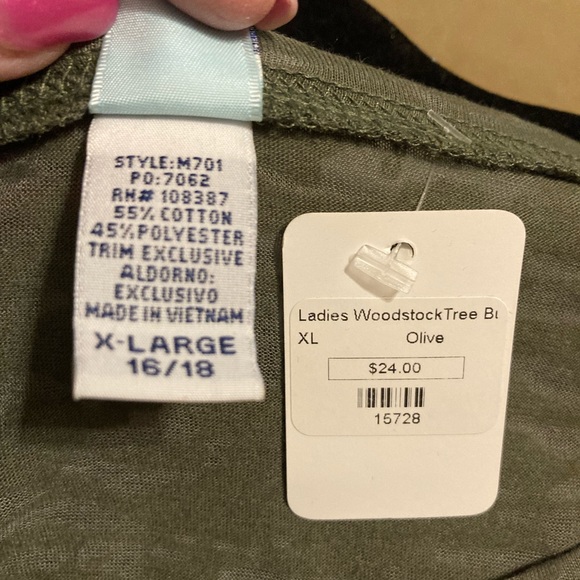 STYLE:M701
PO:7062
RN# 108387
55% COTTON
45% POLYESTER
TRIM EXCLUSIVE
ALDORNO:
EXCLUSIVO
MADE IN VIETNAM
X-LARGE
16/18
Ladies WoodstockTree
XL Olive
$24.00
15728